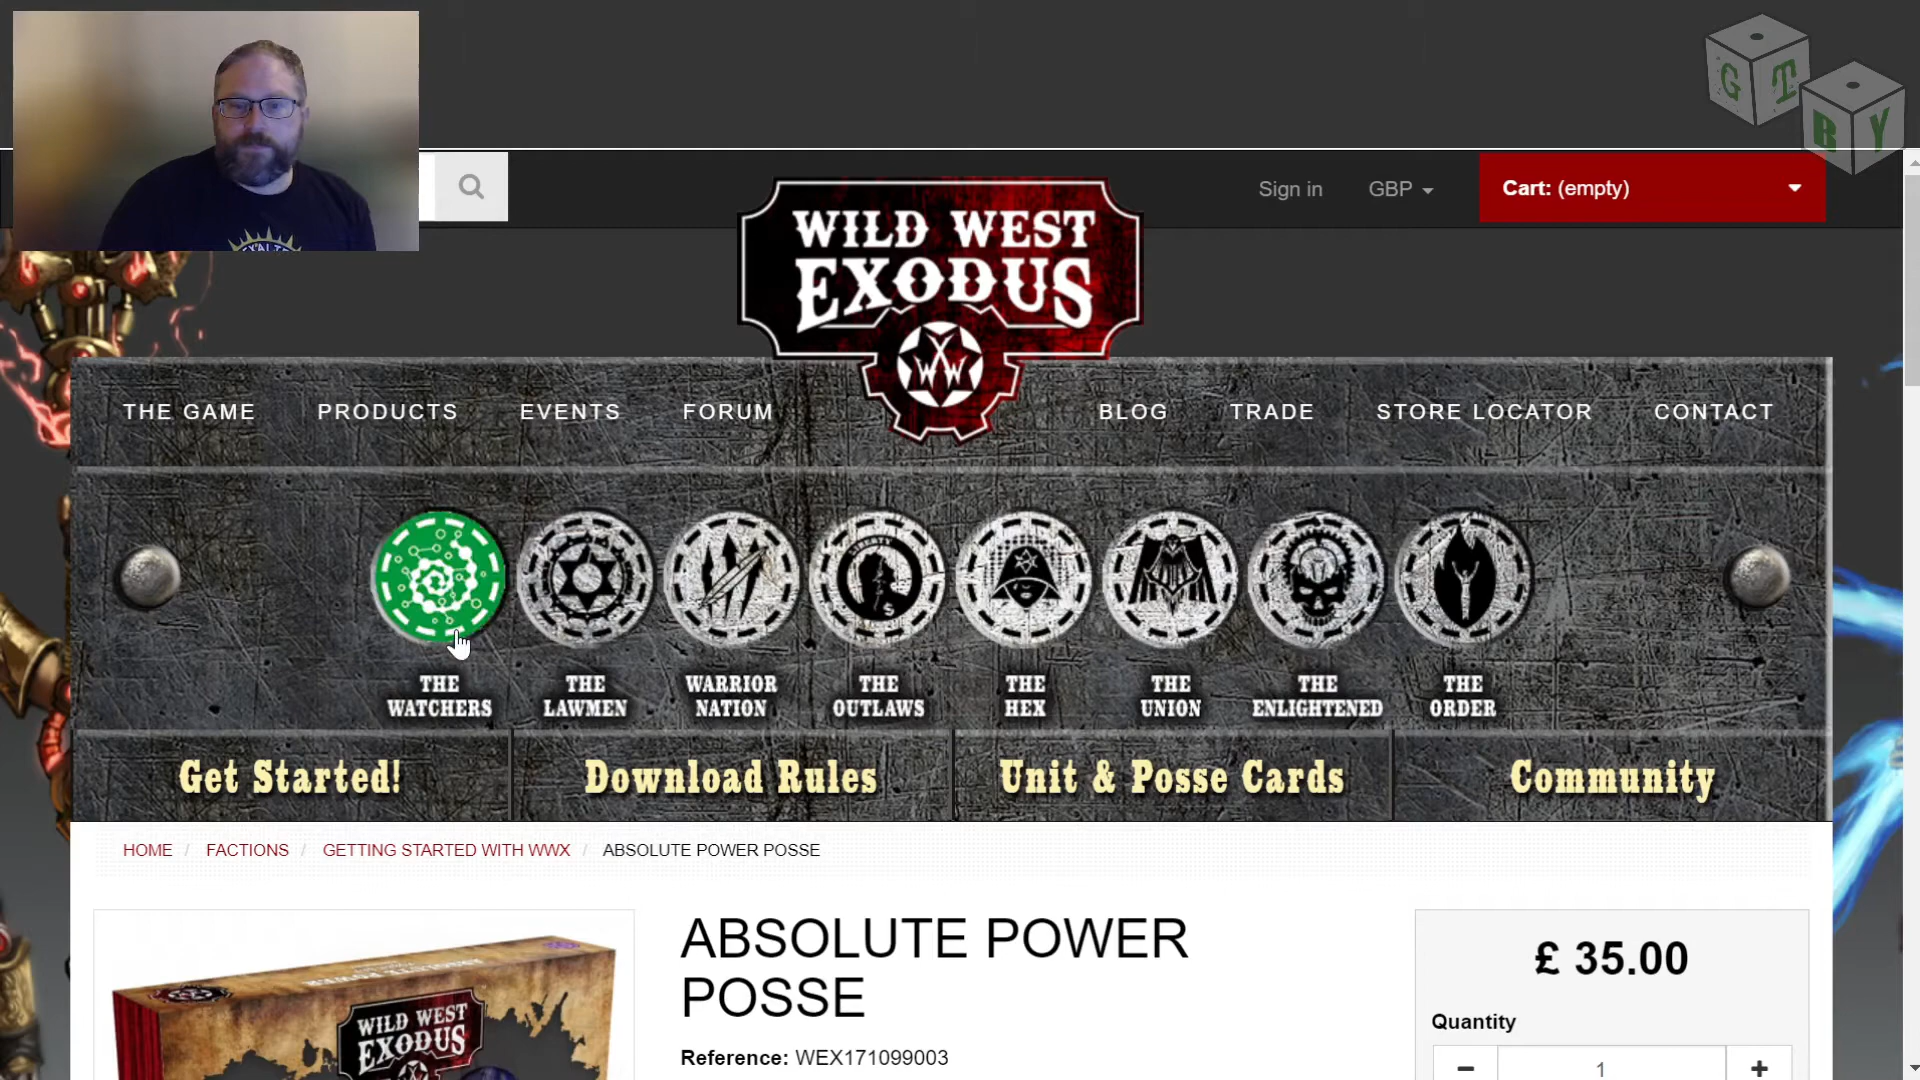 G T
B Y
Sign in
GBP
Cart: (empty)
WILD WEST
EXODUS
THE GAME
PRODUCTS
EVENTS
FORUM
BLOG
TRADE
STORE LOCATOR
CONTACT
THE
WATCHERS
THE
LAWMEN
WARRIOR
NATION
THE
OUTLAWS
THE
HEX
THE
UNION
THE
ENLIGHTENED
THE
ORDER
Get Started!
Download Rules
Unit & Posse Cards
Community
HOME / FACTIONS / GETTING STARTED WITH WWX / ABSOLUTE POWER POSSE
ABSOLUTE POWER
POSSE
Reference: WEX171099003
£ 35.00
Quantity
1
WILD WEST
EXODUS